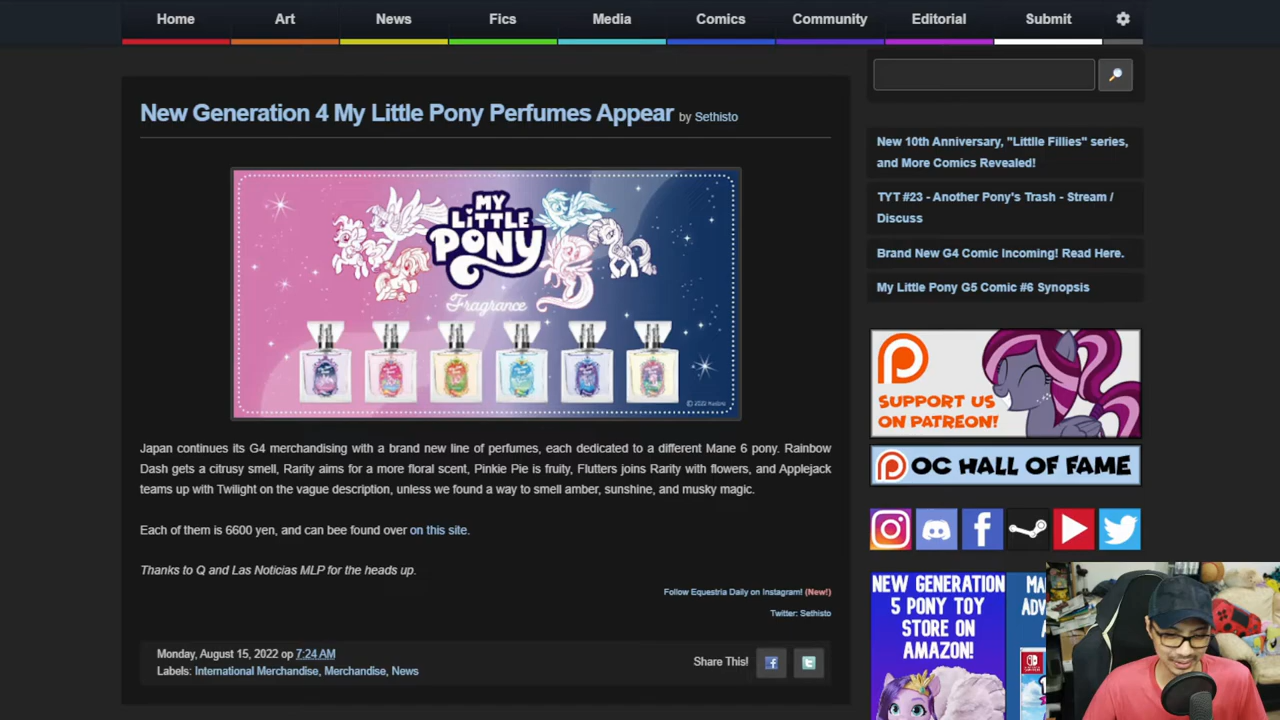 Home
Art
News
Fics
Media
Comics
Community
Editorial
Submit
New Generation 4 My Little Pony Perfumes Appear by Sethisto
MY
LITTLE
PONY
Fragrance
© 2022 Hasbro
Japan continues its G4 merchandising with a brand new line of perfumes, each dedicated to a different Mane 6 pony. Rainbow
Dash gets a citrusy smell, Rarity aims for a more floral scent, Pinkie Pie is fruity, Flutters joins Rarity with flowers, and Applejack
teams up with Twilight on the vague description, unless we found a way to smell amber, sunshine, and musky magic.
Each of them is 6600 yen, and can bee found over on this site.
Thanks to Q and Las Noticias MLP for the heads up.
Follow Equestria Daily on Instagram! (New!)
Twitter: Sethisto
Monday, August 15, 2022 op 7:24 AM
Labels: International Merchandise, Merchandise, News
Share This!
New 10th Anniversary, "Littlle Fillies" series,
and More Comics Revealed!
TYT #23 - Another Pony's Trash - Stream /
Discuss
Brand New G4 Comic Incoming! Read Here.
My Little Pony G5 Comic #6 Synopsis
SUPPORT US
ON PATREON!
OC HALL OF FAME
NEW GENERATION
5 PONY TOY
STORE ON
AMAZON!